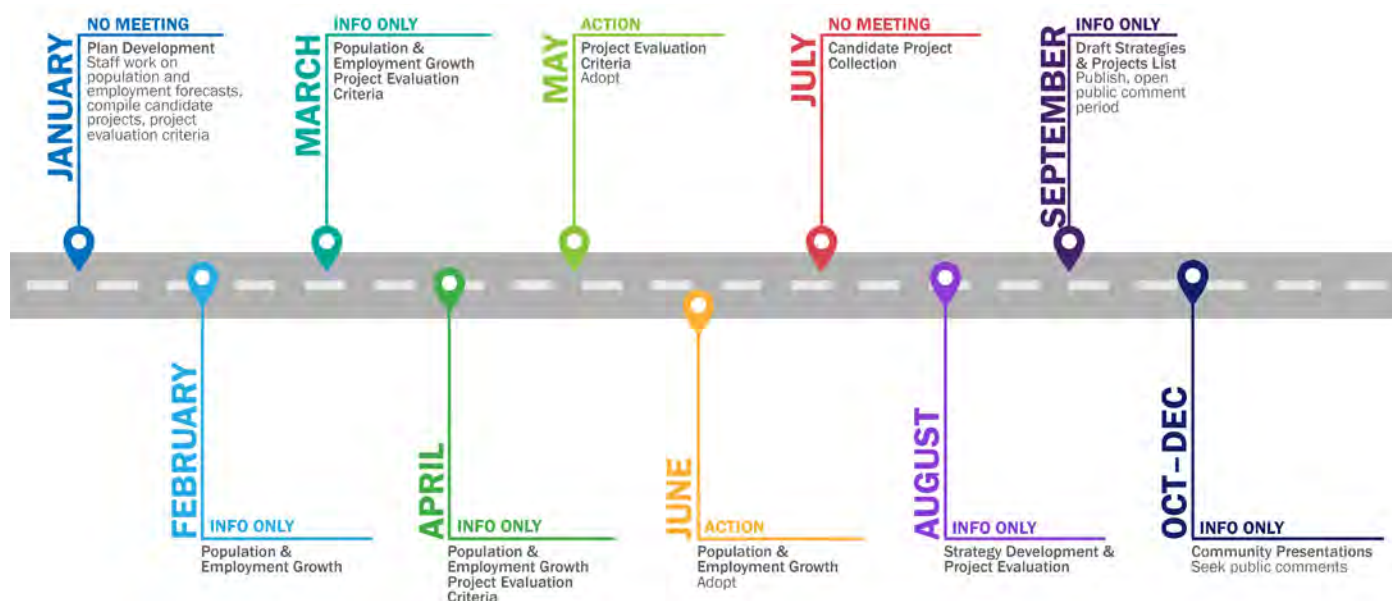 JANUARY
NO MEETING
Plan Development
Staff work on
population and
employment forecasts,
compile candidate
projects, project
evaluation criteria
FEBRUARY
INFO ONLY
Population &
Employment Growth
MARCH
INFO ONLY
Population &
Employment Growth
Project Evaluation
Criteria
APRIL
INFO ONLY
Population &
Employment Growth
Project Evaluation
Criteria
MAY
ACTION
Project Evaluation
Criteria
Adopt
JUNE
ACTION
Population &
Employment Growth
Adopt
JULY
NO MEETING
Candidate Project
Collection
AUGUST
INFO ONLY
Strategy Development &
Project Evaluation
SEPTEMBER
INFO ONLY
Draft Strategies
& Projects List
Publish, open
public comment
period
OCT–DEC
INFO ONLY
Community Presentations
Seek public comments